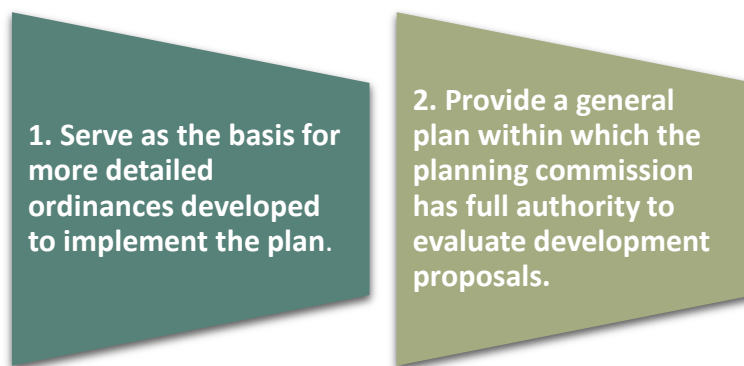 1. Serve as the basis for
more detailed
ordinances developed
to implement the plan.
2. Provide a general
plan within which the
planning commission
has full authority to
evaluate development
proposals.